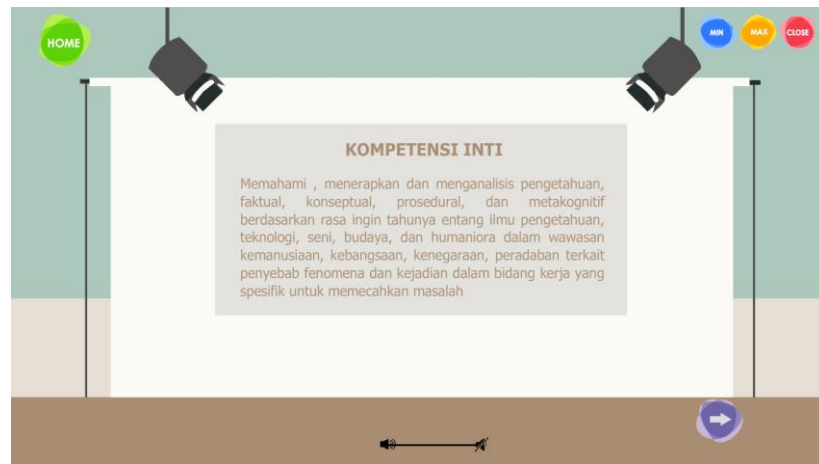 HOME
MIN MAX CLOSE
KOMPETENSI INTI
Memahami , menerapkan dan menganalisis pengetahuan,
faktual, konseptual, prosedural, dan metakognitif
berdasarkan rasa ingin tahunya entang ilmu pengetahuan,
teknologi, seni, budaya, dan humaniora dalam wawasan
kemanusiaan, kebangsaan, kenegaraan, peradaban terkait
penyebab fenomena dan kejadian dalam bidang kerja yang
spesifik untuk memecahkan masalah